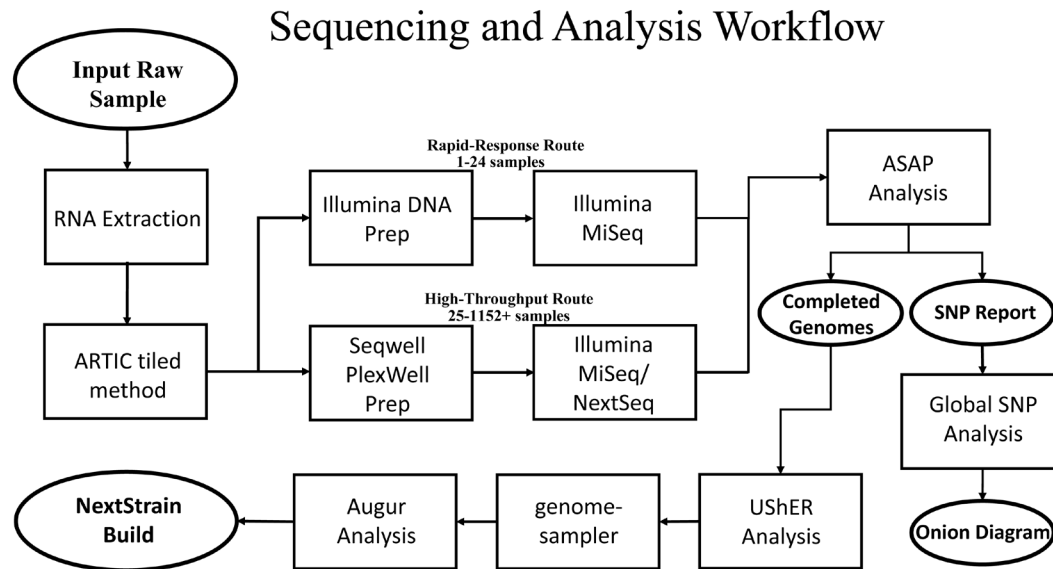 Sequencing and Analysis Workflow
Input Raw
Sample
RNA Extraction
ARTIC tiled
method
Rapid-Response Route
1-24 samples
Illumina DNA
Prep
Illumina
MiSeq
High-Throughput Route
25-1152+ samples
Seqwell
PlexWell
Prep
Illumina
MiSeq/
NextSeq
ASAP
Analysis
Completed
Genomes
SNP Report
Global SNP
Analysis
Onion Diagram
UShER
Analysis
genome-
sampler
Augur
Analysis
NextStrain
Build